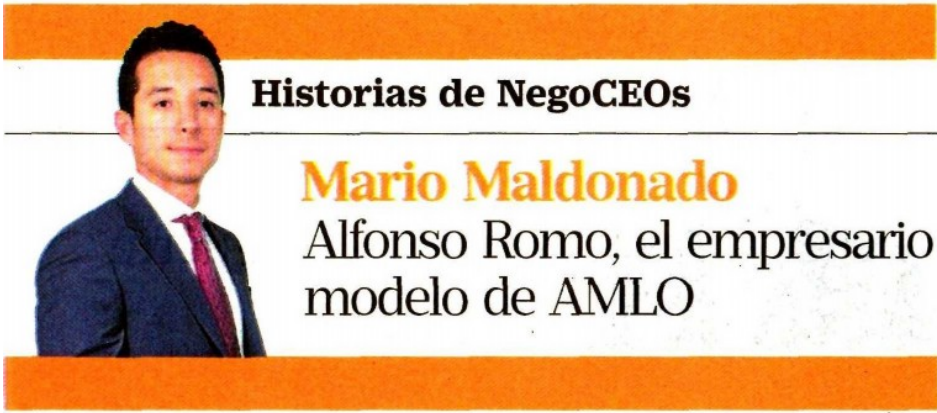 Historias de NegoCEOs
Mario Maldonado
Alfonso Romo, el empresario
modelo de AMLO